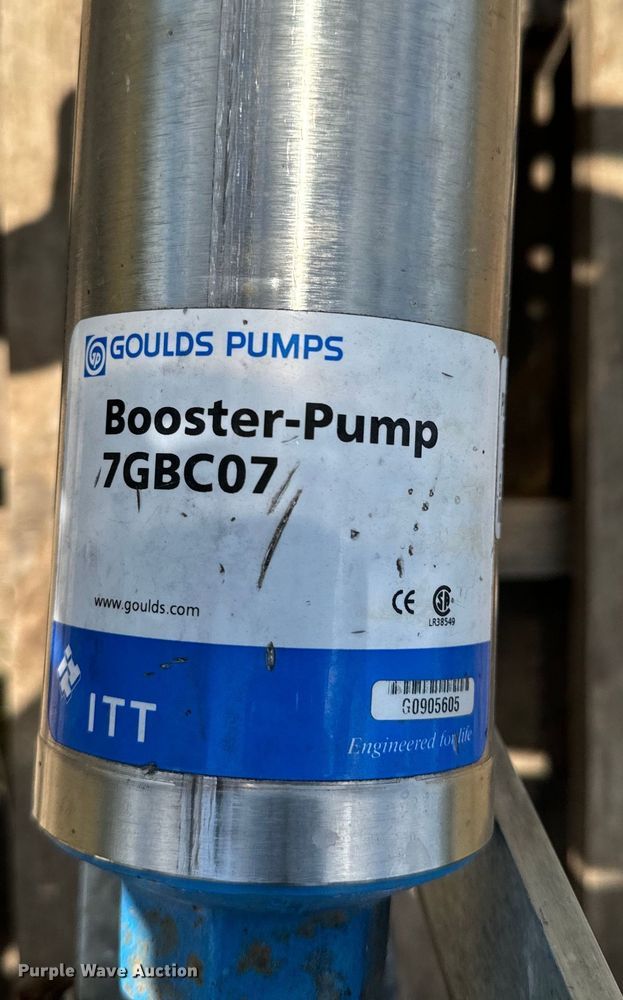 GOULDS PUMPS
Booster-Pump
7GBC07
www.goulds.com
CE
LR38549
ITT
G0905605
Engineered for life
Purple Wave Auction